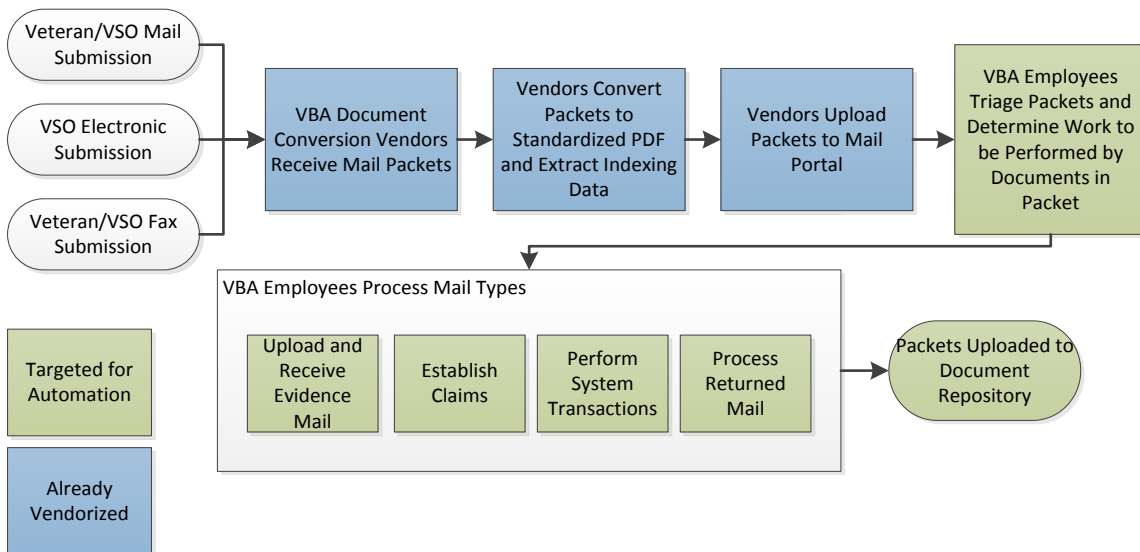 Veteran/VSO Mail
Submission
VSO Electronic
Submission
Veteran/VSO Fax
Submission
VBA Document
Conversion Vendors
Receive Mail Packets
Vendors Convert
Packets to
Standardized PDF
and Extract Indexing
Data
Vendors Upload
Packets to Mail
Portal
VBA Employees
Triage Packets and
Determine Work to
be Performed by
Documents in
Packet
VBA Employees Process Mail Types
Upload and
Receive
Evidence
Mail
Establish
Claims
Perform
System
Transactions
Process
Returned
Mail
Packets Uploaded to
Document
Repository
Targeted for
Automation
Already
Vendorized